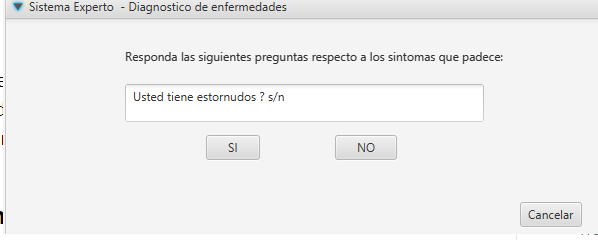 Sistema Experto - Diagnostico de enfermedades
Responda las siguientes preguntas respecto a los sintomas que padece:
Usted tiene estornudos ? s/n
SI NO
Cancelar